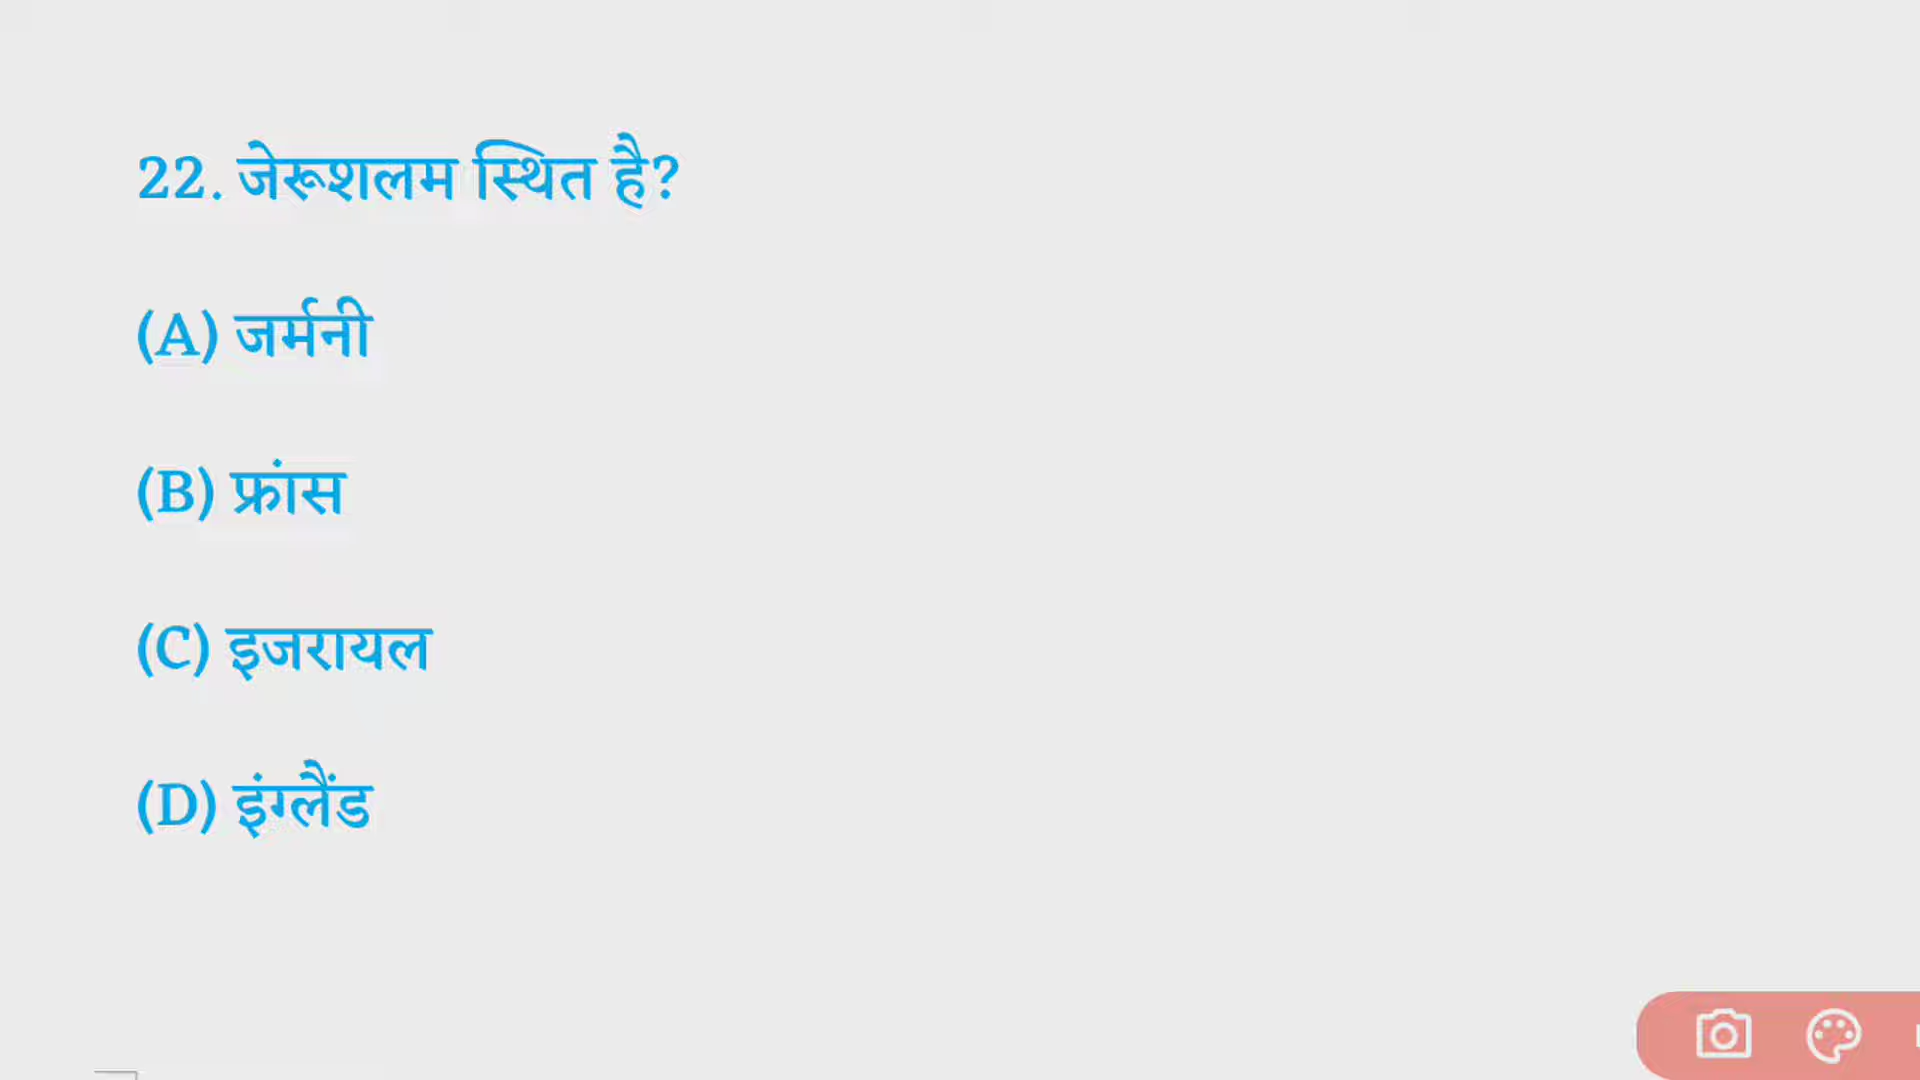 22. जेरूशलम स्थित है?
(A) जर्मनी
(B) फ्रांस
(C) इजरायल
(D) इंग्लैंड